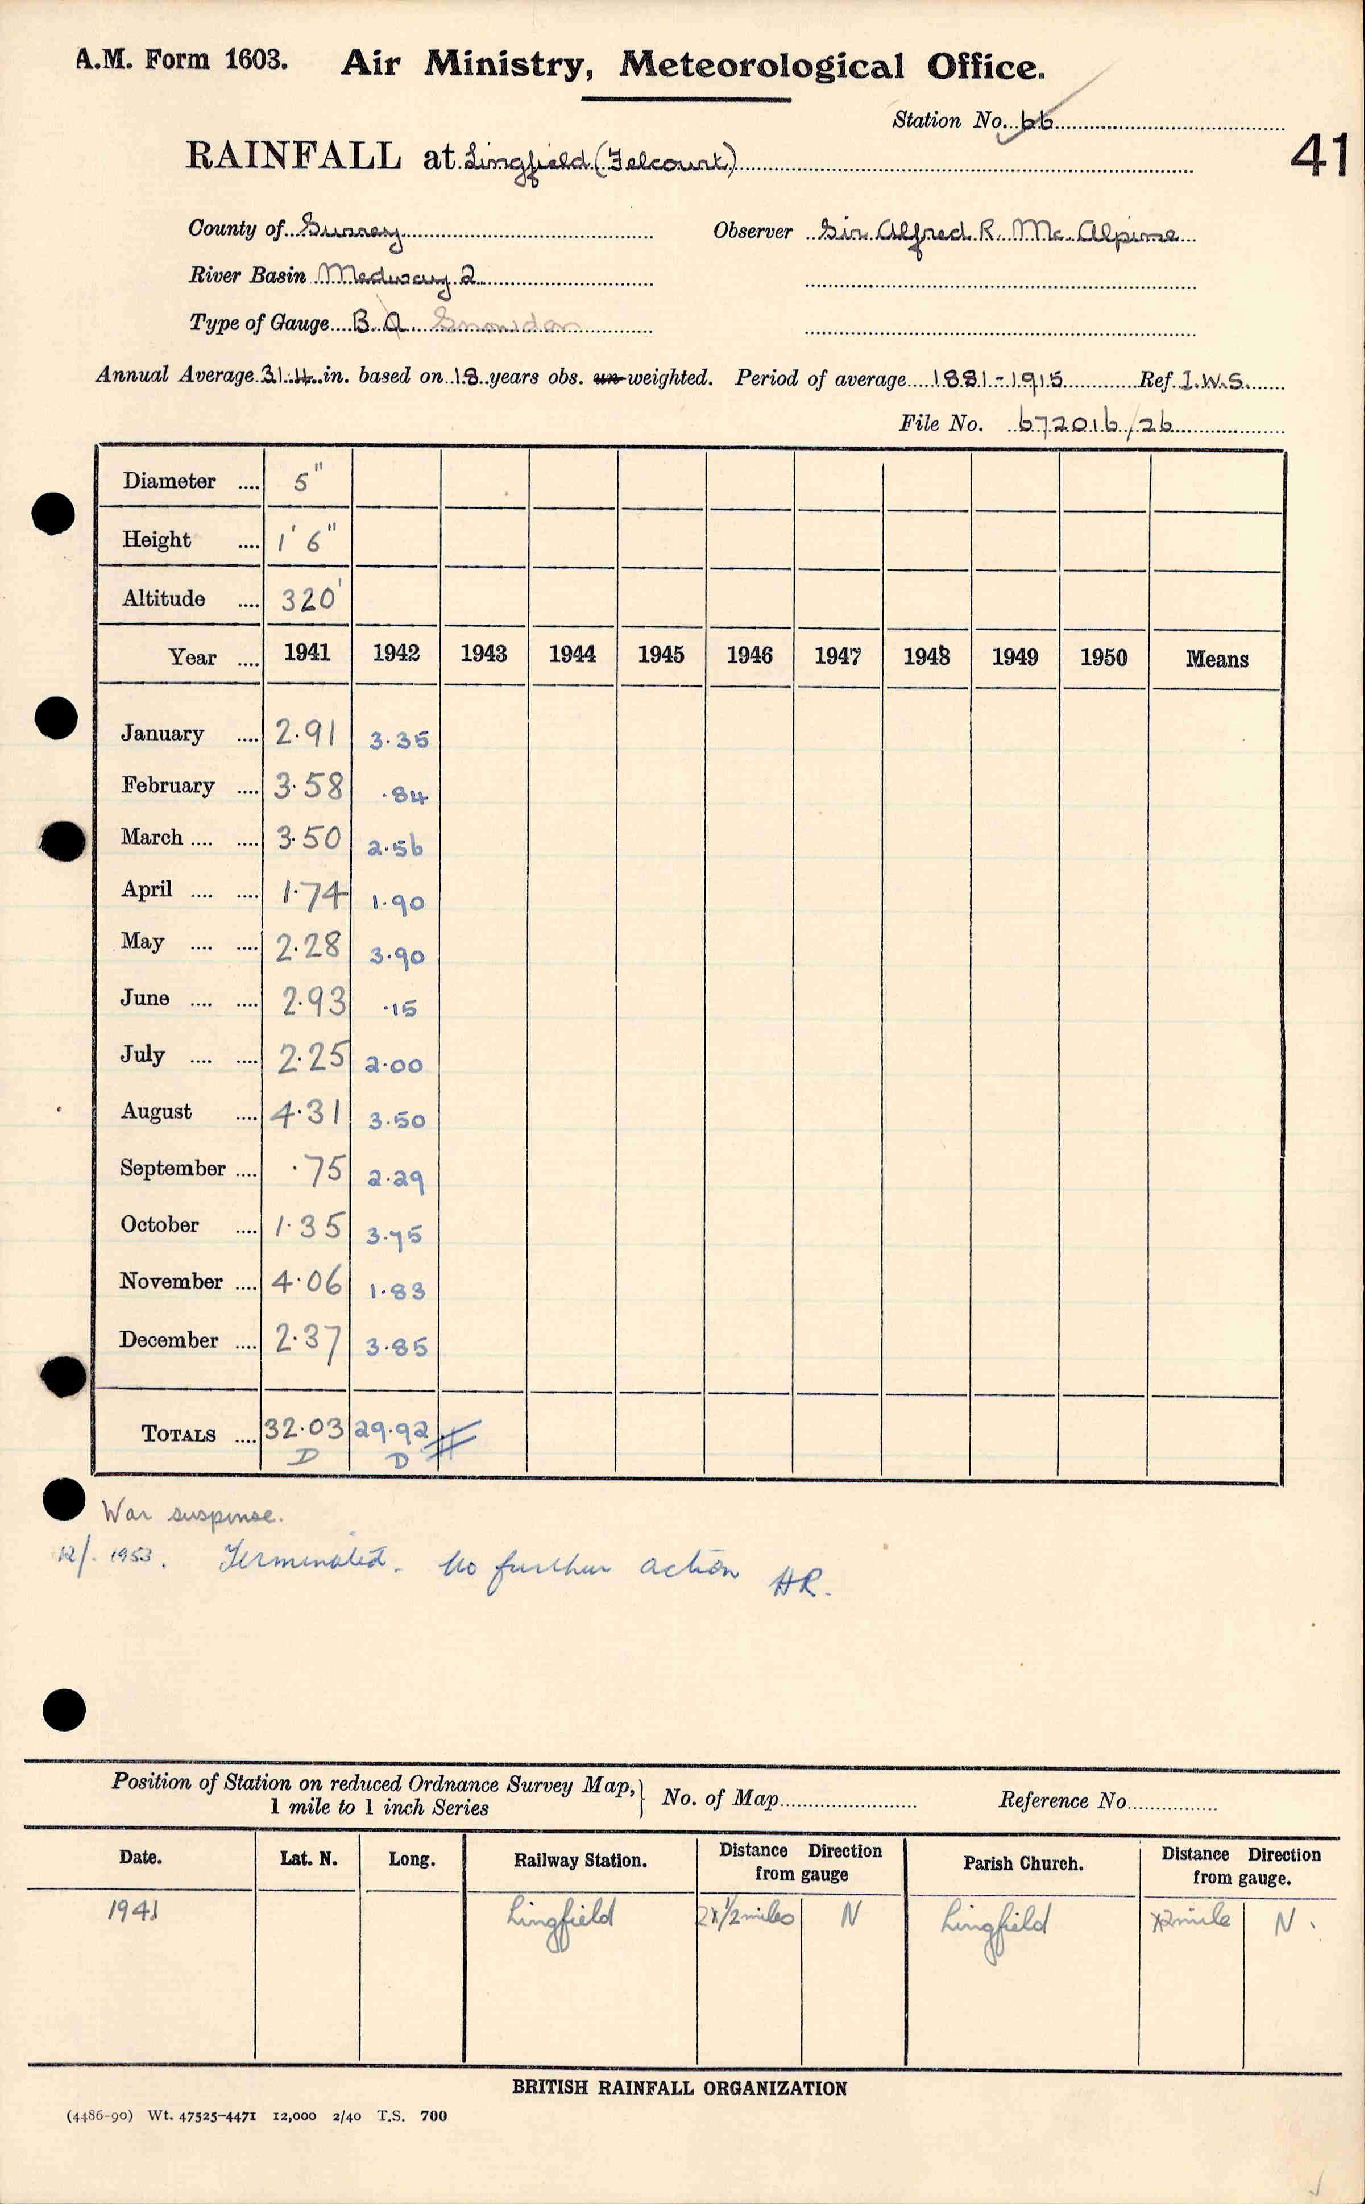 A.M. Form 1603. Air Ministry, Meteorological Office.
Station No. 66
41
RAINFALL at Lingfield (Felcourt)
County of Surrey Observer Sir Alfred R. Mc. Alpine
River Basin Medway 2
Type of Gauge B.Q. Snowdon
Annual Average 31.4 in. based on 18 years obs. un-weighted. Period of average 1881-1915 Ref. I.W.S.
File No. 672016/26
Diameter .... 5"
Height .... 1' 6"
Altitude .... 320'
Year .... 1941 1942 1943 1944 1945 1946 1947 1948 1949 1950 Means
January .... 2.91 3.35
February .... 3.58 .84
March .... .... 3.50 2.56
April .... .... 1.74 1.90
May .... .... 2.28 3.90
June .... .... 2.93 .15
July .... .... 2.25 2.00
August .... 4.31 3.50
September .... .75 2.29
October .... 1.35 3.75
November .... 4.06 1.83
December .... 2.37 3.85
TOTALS .... 32.03 29.92
D D
War suspense.
12/. 1953. Terminated. No further action HR.
Position of Station on reduced Ordnance Survey Map, } No. of Map Reference No.
1 mile to 1 inch Series
Date. Lat. N. Long. Railway Station. Distance Direction from gauge Parish Church. Distance Direction from gauge.
1941 Lingfield 2 1/2 miles N Lingfield 2 mile N.
BRITISH RAINFALL ORGANIZATION
(4486-90) Wt. 47525-4471 12,000 2/40 T.S. 700